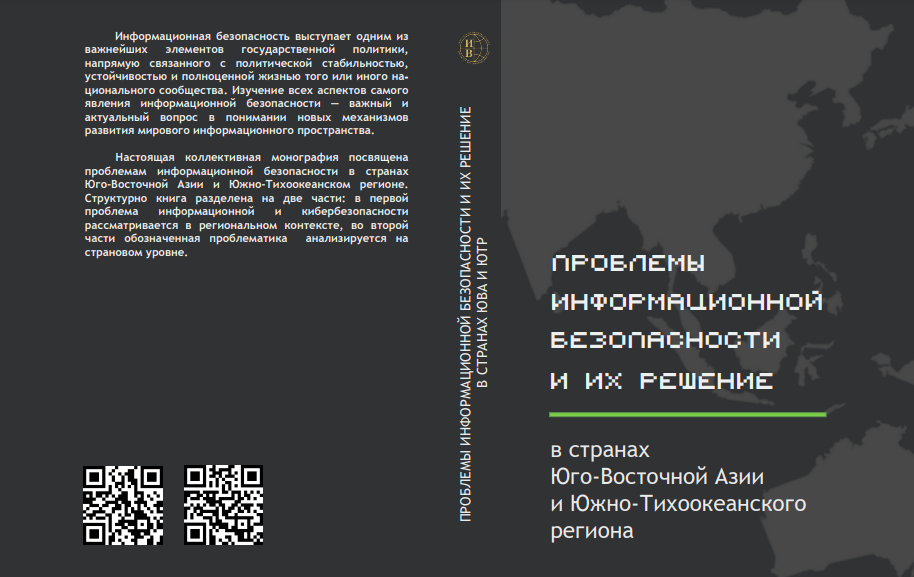 Информационная безопасность выступает одним из
важнейших элементов государственной политики,
напрямую связанного с политической стабильностью,
устойчивостью и полноценной жизнью того или иного на-
ционального сообщества. Изучение всех аспектов самого
явления информационной безопасности — важный и
актуальный вопрос в понимании новых механизмов
развития мирового информационного пространства.
Настоящая коллективная монография посвящена
проблемам информационной безопасности в странах
Юго-Восточной Азии и Южно-Тихоокеанском регионе.
Структурно книга разделена на две части: в первой
проблема информационной и кибербезопасности
рассматривается в региональном контексте, во второй
части обозначенная проблематика анализируется на
страновом уровне.
И
В
ПРОБЛЕМЫ ИНФОРМАЦИОННОЙ БЕЗОПАСНОСТИ И ИХ РЕШЕНИЕ
В СТРАНАХ ЮВА И ЮТР
ПРОБЛЕМЫ
ИНФОРМАЦИОННОЙ
БЕЗОПАСНОСТИ
И ИХ РЕШЕНИЕ
в странах
Юго-Восточной Азии
и Южно-Тихоокеанского
региона